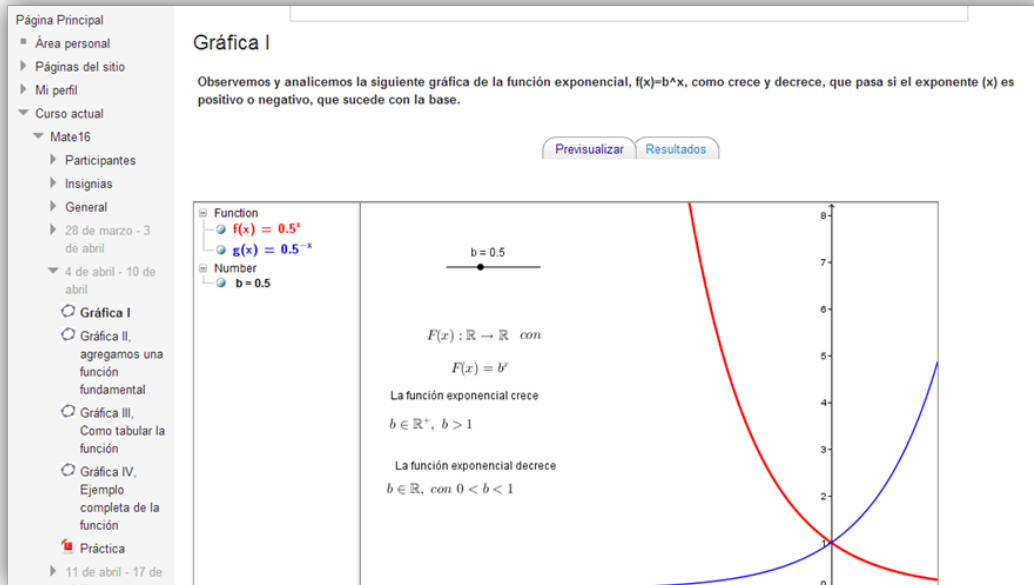 Página Principal
Área personal
Páginas del sitio
Mi perfil
Curso actual
Mate16
Participantes
Insignias
General
28 de marzo - 3
de abril
4 de abril - 10 de
abril
Gráfica I
Gráfica II,
agregamos una
función
fundamental
Gráfica III,
Como tabular la
función
Gráfica IV,
Ejemplo
completa de la
función
Práctica
11 de abril - 17 de
Gráfica I
Observemos y analicemos la siguiente gráfica de la función exponencial, f(x)=b^x, como crece y decrece, que pasa si el exponente (x) es
positivo o negativo, que sucede con la base.
Previsualizar Resultados
Function
f(x) = 0.5ˣ
g(x) = 0.5⁻ˣ
Number
b = 0.5
b = 0.5
F(x) : ℝ → ℝ con
F(x) = bˣ
La función exponencial crece
b ∈ ℝ⁺, b > 1
La función exponencial decrece
b ∈ ℝ, con 0 < b < 1
8
7
6
5
4
3
2
1
0